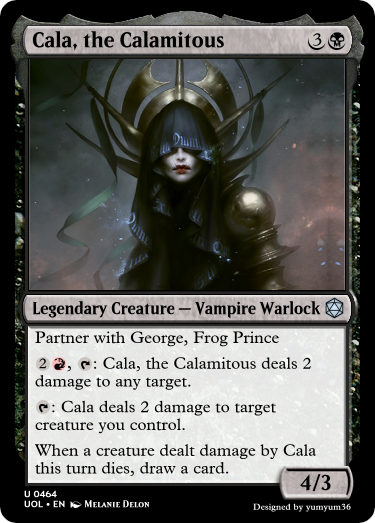 Cala, the Calamitous 3
Legendary Creature — Vampire Warlock
Partner with George, Frog Prince
2 , : Cala, the Calamitous deals 2
damage to any target.
: Cala deals 2 damage to target
creature you control.
When a creature dealt damage by Cala
this turn dies, draw a card.
4/3
U 0464
UOL • EN Melanie Delon
Designed by yumyum36